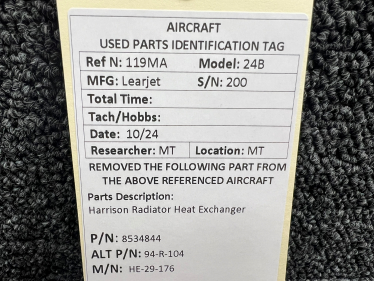 AIRCRAFT
USED PARTS IDENTIFICATION TAG
Ref N: 119MA Model: 24B
MFG: Learjet S/N: 200
Total Time:
Tach/Hobbs:
Date: 10/24
Researcher: MT Location: MT
REMOVED THE FOLLOWING PART FROM
THE ABOVE REFERENCED AIRCRAFT
Parts Description:
Harrison Radiator Heat Exchanger
P/N: 8534844
ALT P/N: 94-R-104
M/N: HE-29-176